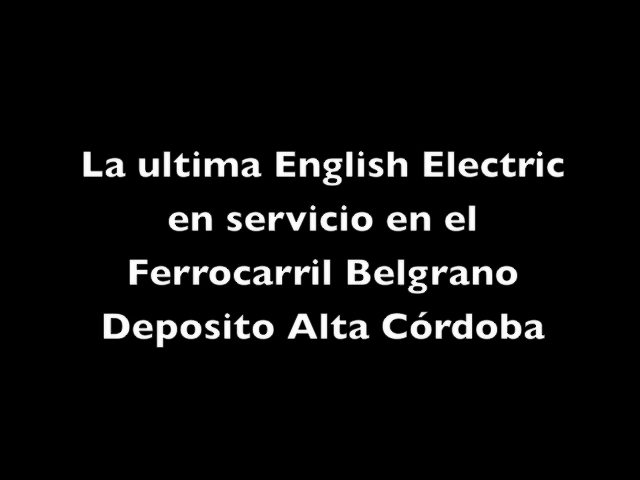 La ultima English Electric
en servicio en el
Ferrocarril Belgrano
Deposito Alta Córdoba